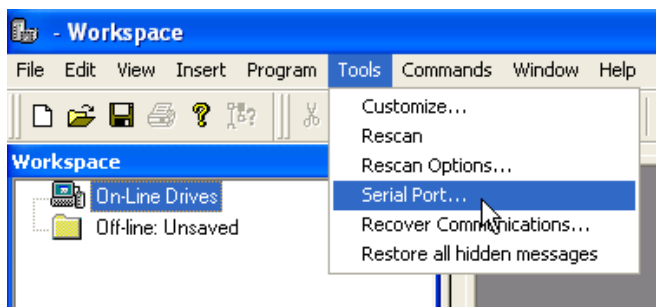 - Workspace
File Edit View Insert Program Tools Commands Window Help
Customize...
Rescan
Workspace
Rescan Options...
On-Line Drives
Serial Port...
Off-line: Unsaved
Recover Communications...
Restore all hidden messages